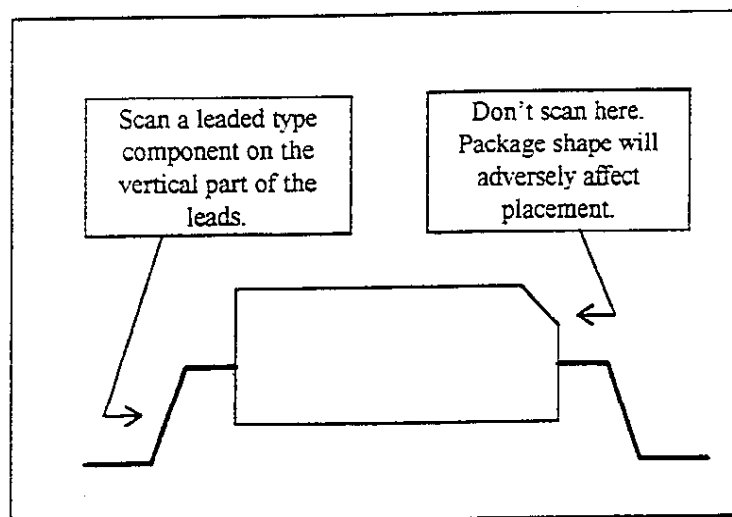 Scan a leaded type
component on the
vertical part of the
leads.
Don't scan here.
Package shape will
adversely affect
placement.